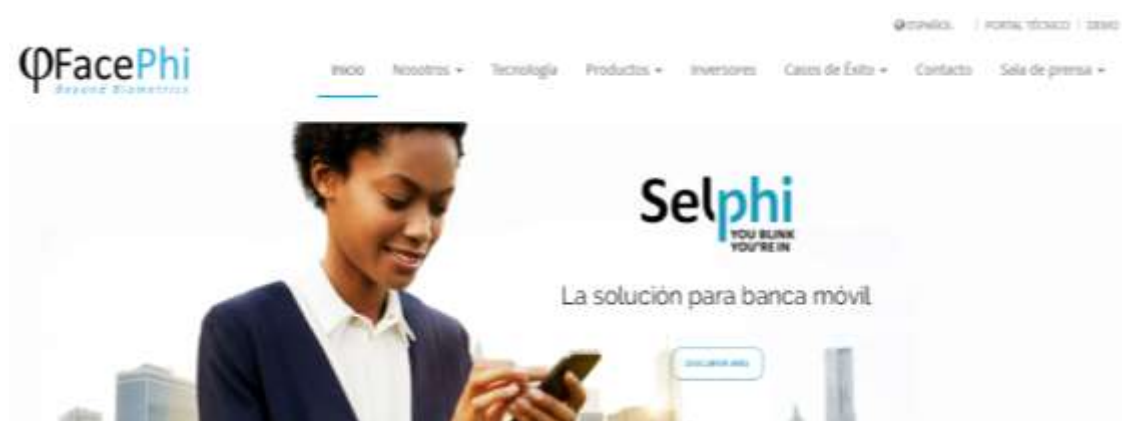 ESPAÑOL | PORTAL TÉCNICO | DEMO
φFacePhi
Beyond Biometrics
Inicio Nosotros Tecnología Productos Inversores Casos de Éxito Contacto Sala de prensa
Selphi
YOU BLINK
YOU'RE IN
La solución para banca móvil